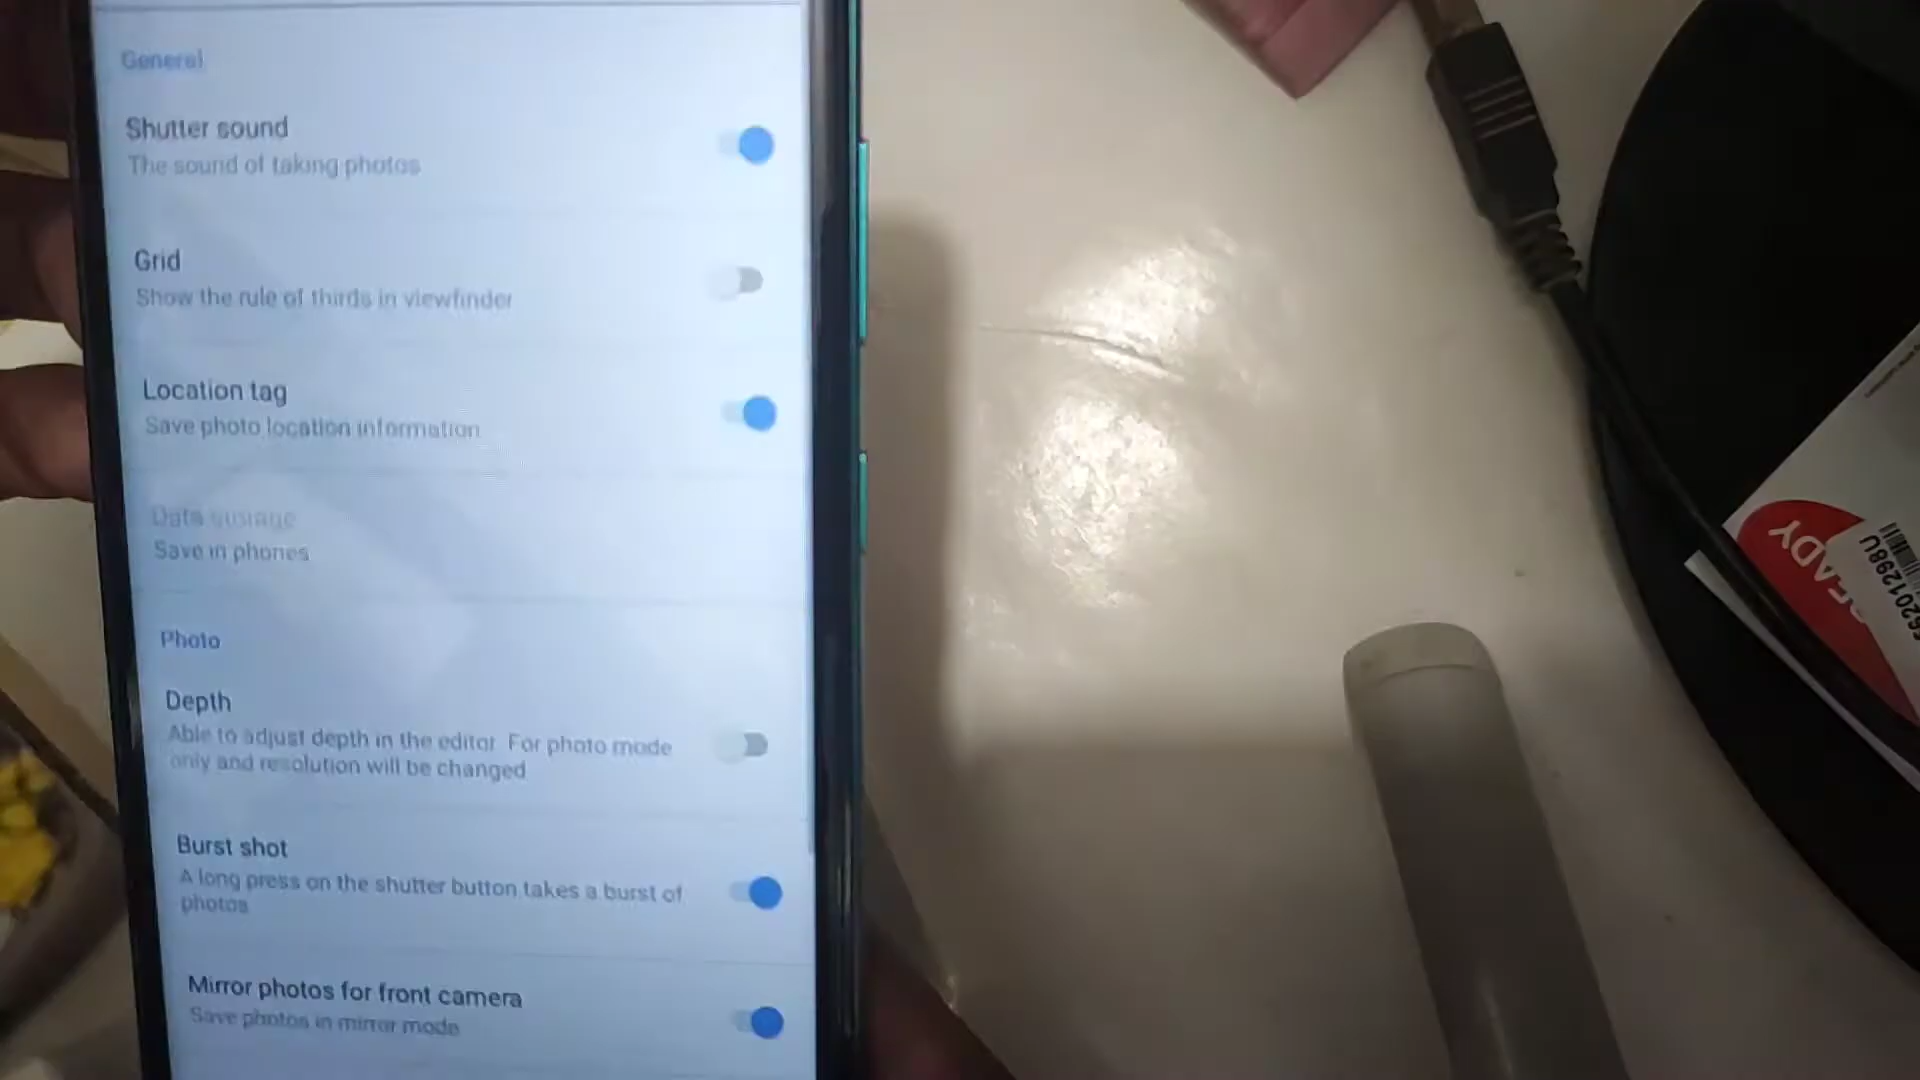 General
Shutter sound
The sound of taking photos
Grid
Show the rule of thirds in viewfinder
Location tag
Save photo location information
Data storage
Save in phones
Photo
Depth
Able to adjust depth in the editor. For photo mode
only and resolution will be changed
Burst shot
A long press on the shutter button takes a burst of
photos
Mirror photos for front camera
Save photos in mirror mode